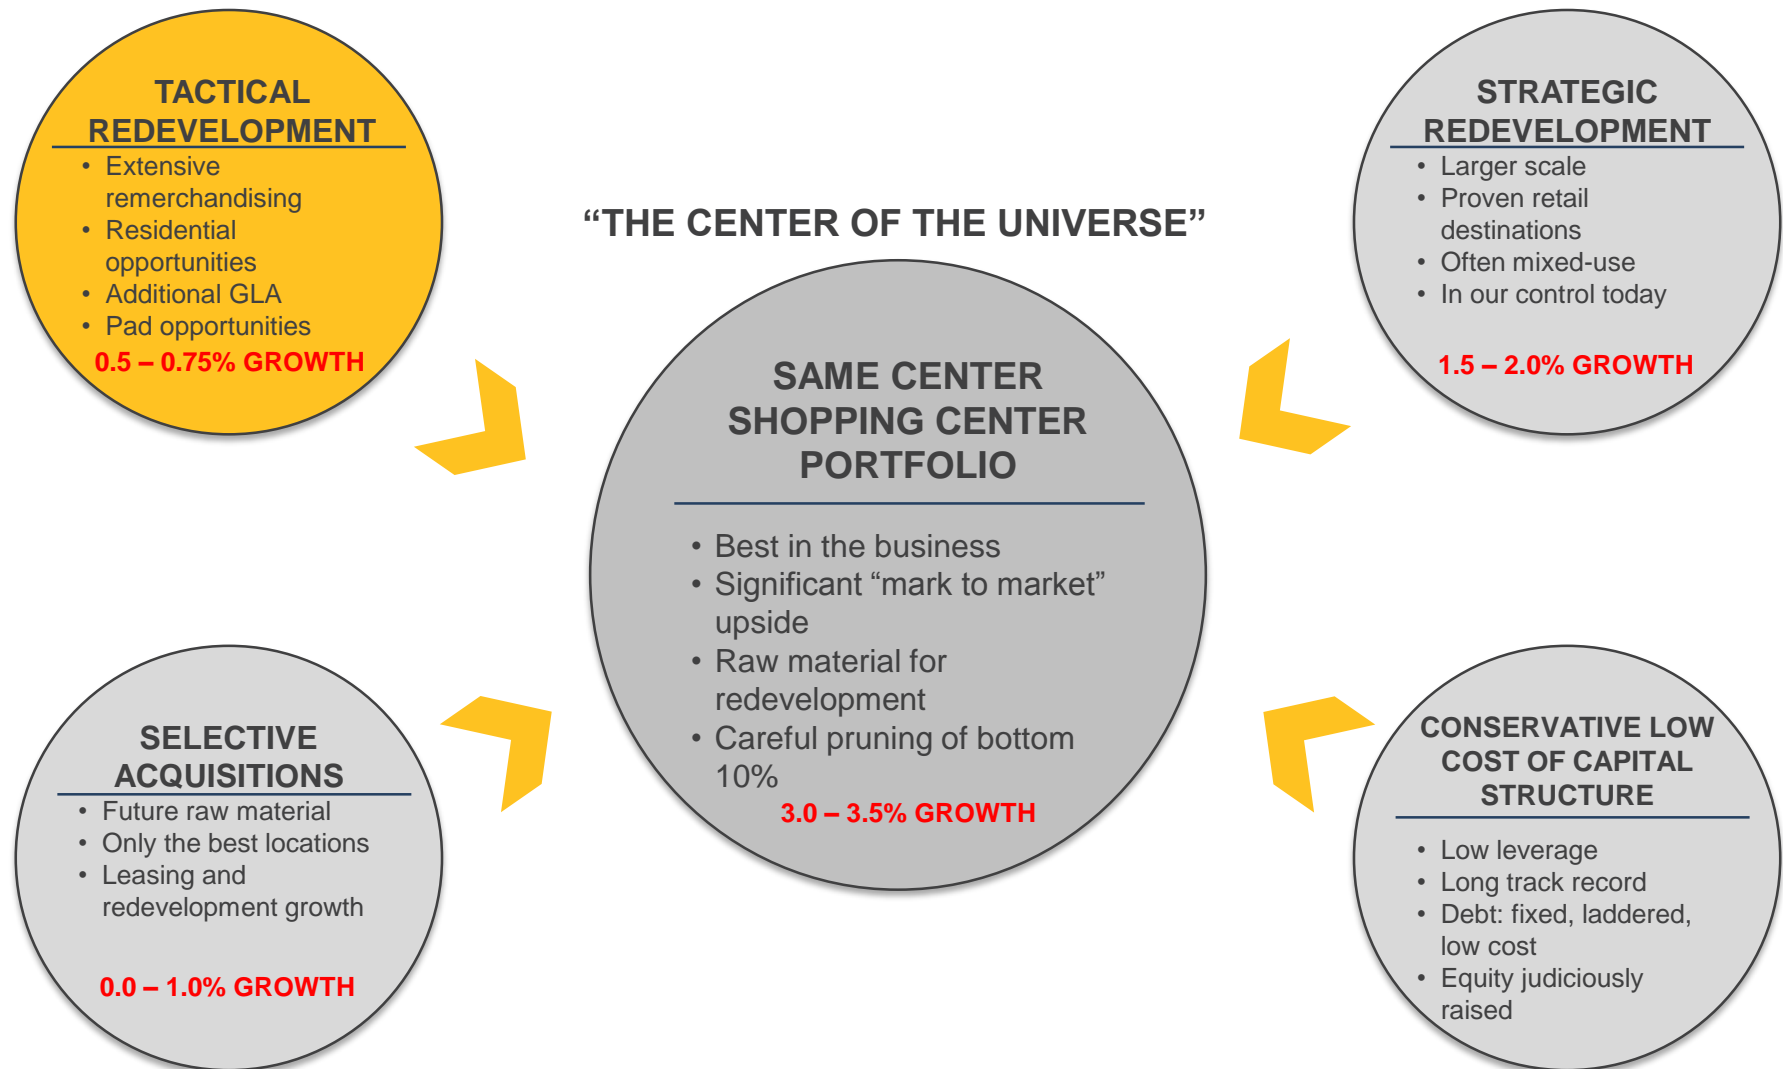 TACTICAL
REDEVELOPMENT
• Extensive
remerchandising
• Residential
opportunities
• Additional GLA
• Pad opportunities
0.5 – 0.75% GROWTH
STRATEGIC
REDEVELOPMENT
• Larger scale
• Proven retail
destinations
• Often mixed-use
• In our control today
1.5 – 2.0% GROWTH
“THE CENTER OF THE UNIVERSE”
SAME CENTER
SHOPPING CENTER
PORTFOLIO
• Best in the business
• Significant “mark to market”
upside
• Raw material for
redevelopment
• Careful pruning of bottom
10%
3.0 – 3.5% GROWTH
SELECTIVE
ACQUISITIONS
• Future raw material
• Only the best locations
• Leasing and
redevelopment growth
0.0 – 1.0% GROWTH
CONSERVATIVE LOW
COST OF CAPITAL
STRUCTURE
• Low leverage
• Long track record
• Debt: fixed, laddered,
low cost
• Equity judiciously
raised